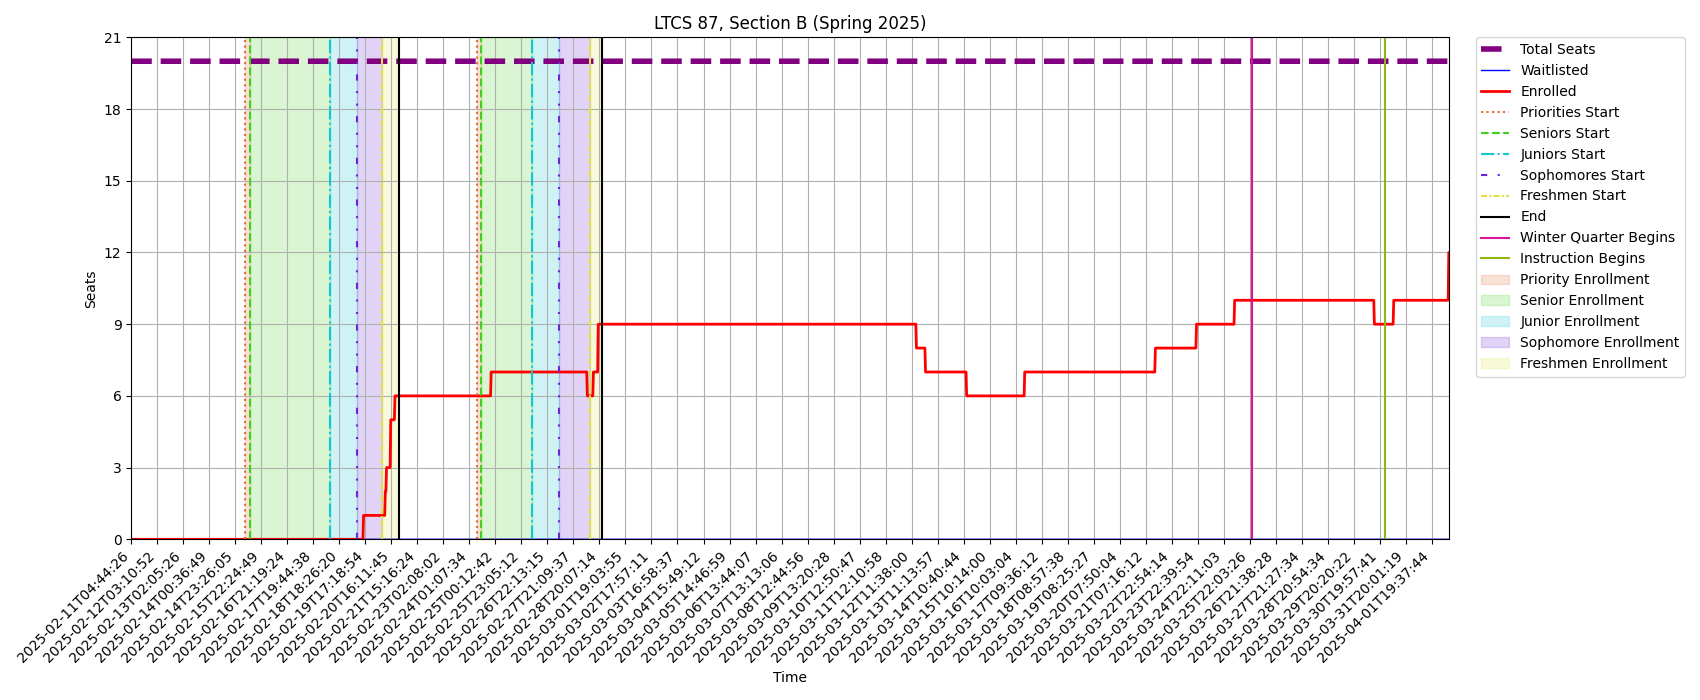 LTCS 87, Section B (Spring 2025)
21
18
15
12
9
6
3
0
Seats
2025-02-11T04:44:26
2025-02-12T03:10:52
2025-02-13T02:05:26
2025-02-14T00:36:49
2025-02-14T23:26:05
2025-02-15T22:24:49
2025-02-16T21:19:24
2025-02-17T19:44:38
2025-02-18T18:26:20
2025-02-19T17:18:54
2025-02-20T16:11:45
2025-02-21T15:16:24
2025-02-23T02:08:02
2025-02-24T01:07:34
2025-02-25T00:12:42
2025-02-25T23:05:12
2025-02-26T22:13:15
2025-02-27T21:09:37
2025-02-28T20:07:14
2025-03-01T19:03:55
2025-03-02T17:57:11
2025-03-03T16:58:37
2025-03-04T15:49:12
2025-03-05T14:46:59
2025-03-06T13:44:07
2025-03-07T13:13:06
2025-03-08T12:44:56
2025-03-09T13:20:28
2025-03-10T12:50:47
2025-03-11T12:10:58
2025-03-12T11:38:00
2025-03-13T11:13:57
2025-03-14T10:40:44
2025-03-15T10:14:00
2025-03-16T10:03:04
2025-03-17T09:36:12
2025-03-18T08:57:38
2025-03-19T08:25:27
2025-03-20T07:50:04
2025-03-21T07:16:12
2025-03-22T22:54:14
2025-03-23T22:39:54
2025-03-24T22:11:03
2025-03-25T22:03:26
2025-03-26T21:38:28
2025-03-27T21:27:34
2025-03-28T20:54:34
2025-03-29T20:20:22
2025-03-30T19:57:41
2025-03-31T20:01:19
2025-04-01T19:37:44
Time
Total Seats
Waitlisted
Enrolled
Priorities Start
Seniors Start
Juniors Start
Sophomores Start
Freshmen Start
End
Winter Quarter Begins
Instruction Begins
Priority Enrollment
Senior Enrollment
Junior Enrollment
Sophomore Enrollment
Freshmen Enrollment